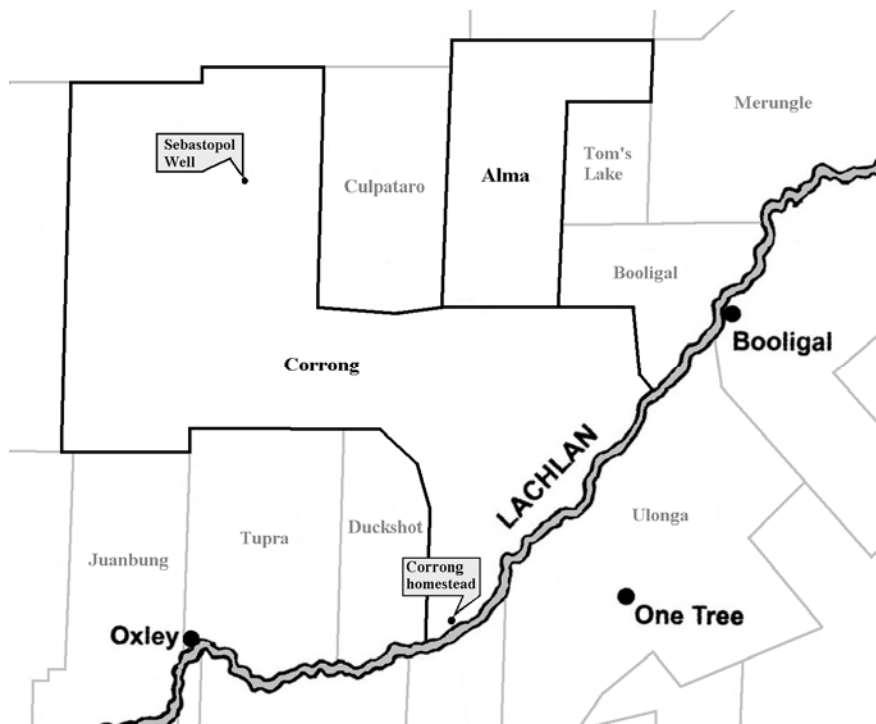 Merungle
Sebastopol
Well
Tom's
Lake
Culpataro
Alma
Booligal
Booligal
Corrong
LACHLAN
Ulonga
Duckshot
Tupra
Juanbung
Corrong
homestead
One Tree
Oxley